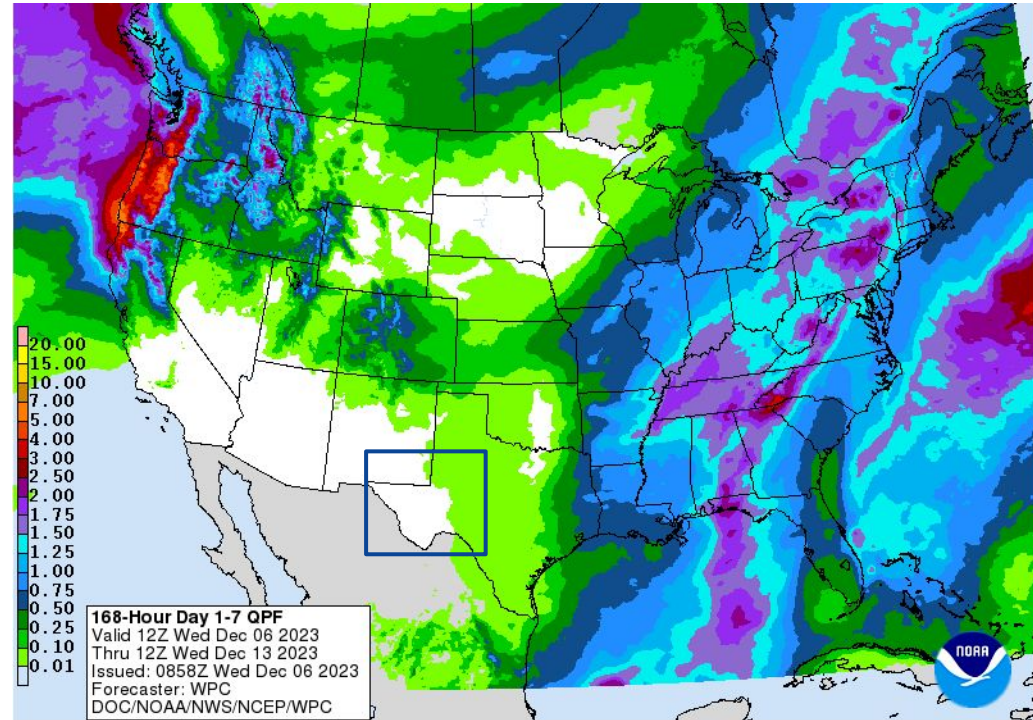 20.00
15.00
10.00
7.00
5.00
4.00
3.00
2.50
2.00
1.75
1.50
1.25
1.00
0.75
0.50
0.25
0.10
0.01
168-Hour Day 1-7 QPF
Valid 12Z Wed Dec 06 2023
Thru 12Z Wed Dec 13 2023
Issued: 0858Z Wed Dec 06 2023
Forecaster: WPC
DOC/NOAA/NWS/NCEP/WPC
NOAA